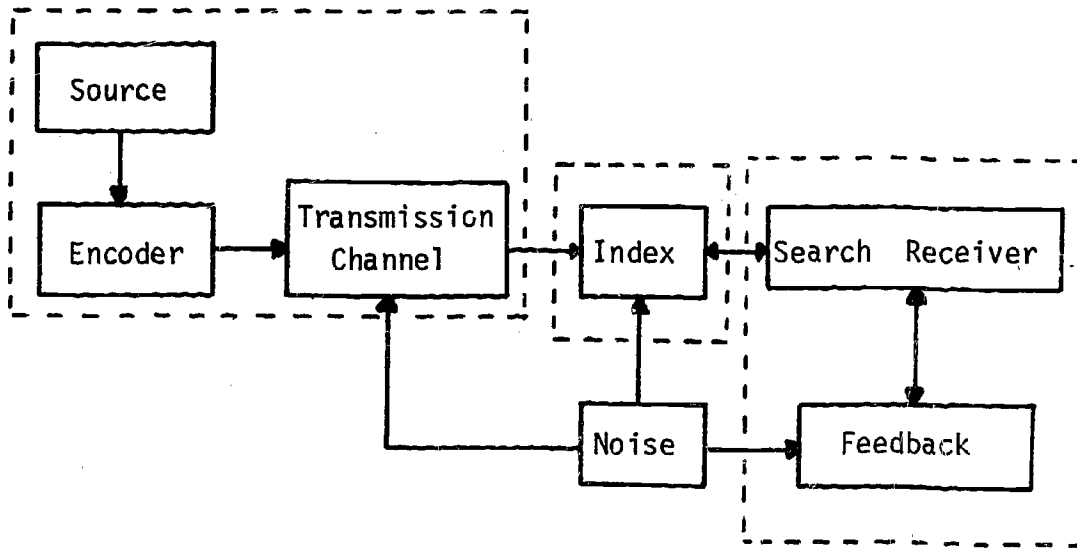 Source
Encoder
Transmission
Channel
Index
Search Receiver
Noise
Feedback